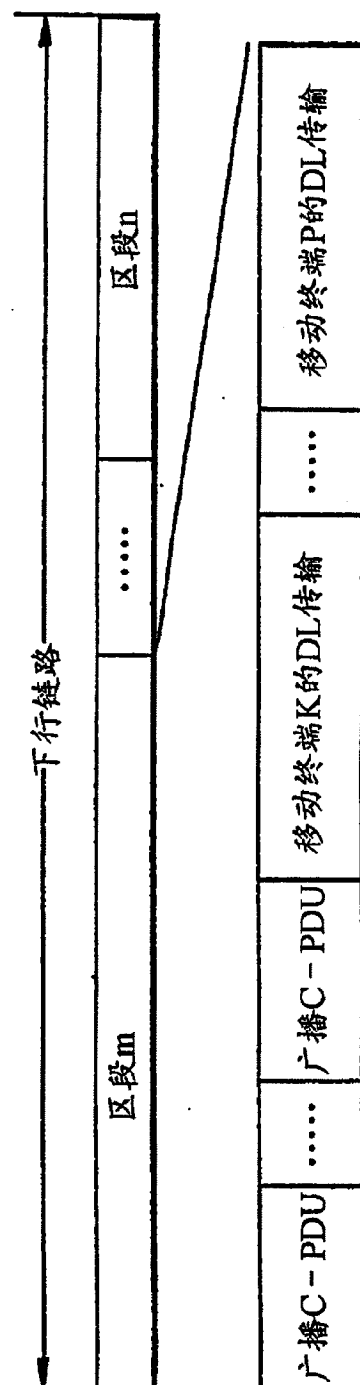 下行链路
区段m
......
区段n
广播C-PDU
......
广播C-PDU
移动终端K的DL传输
......
移动终端P的DL传输